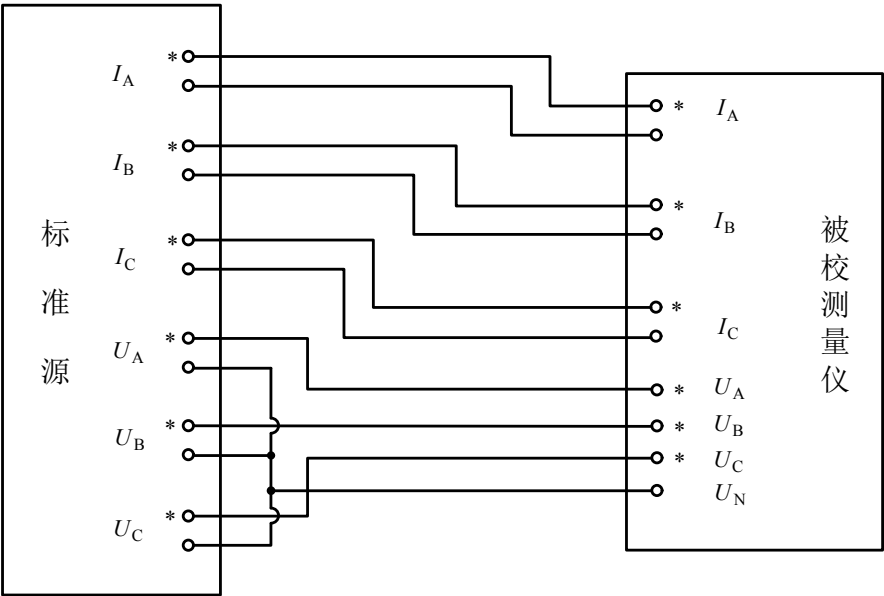 标准源
* I_A
* I_B
* I_C
* U_A
* U_B
* U_C
被校测量仪
* I_A
* I_B
* I_C
* U_A
* U_B
* U_C
U_N